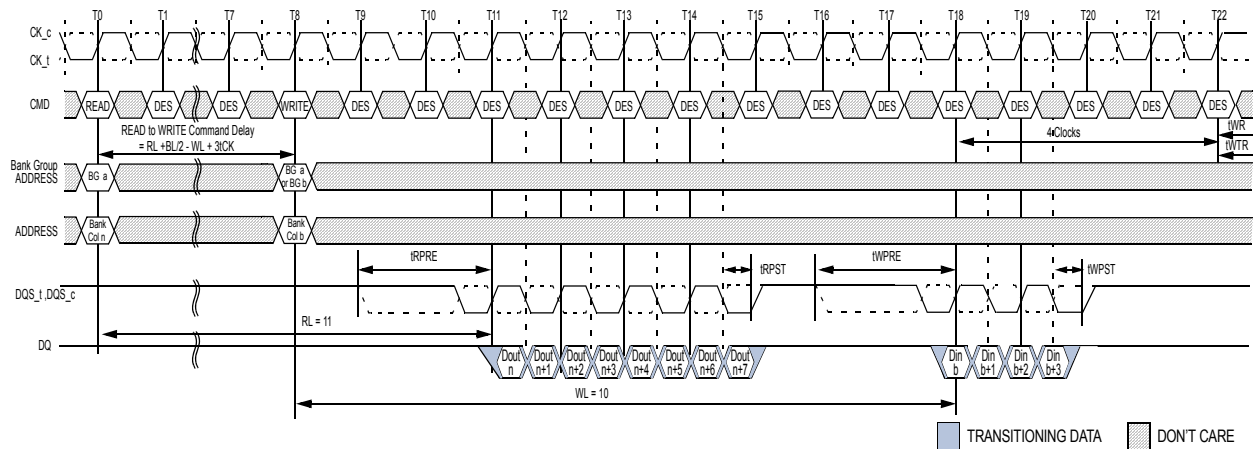 T0 T1 T7 T8 T9 T10 T11 T12 T13 T14 T15 T16 T17 T18 T19 T20 T21 T22
CK_c
CK_t
CMD READ DES DES WRITE DES DES DES DES DES DES DES DES DES DES DES DES DES DES
READ to WRITE Command Delay
= RL +BL/2 - WL + 3tCK
4 Clocks
tWR
tWTR
Bank Group
ADDRESS
BG a
BG a
or BG b
ADDRESS
Bank
Col n
Bank
Col b
tRPRE tRPST tWPRE tWPST
DQS_t ,DQS_c
RL = 11
DQ
Dout Dout Dout Dout Dout Dout Dout Dout Din Din Din Din
n n+1 n+2 n+3 n+4 n+5 n+6 n+7 b b+1 b+2 b+3
WL = 10
TRANSITIONING DATA DON'T CARE